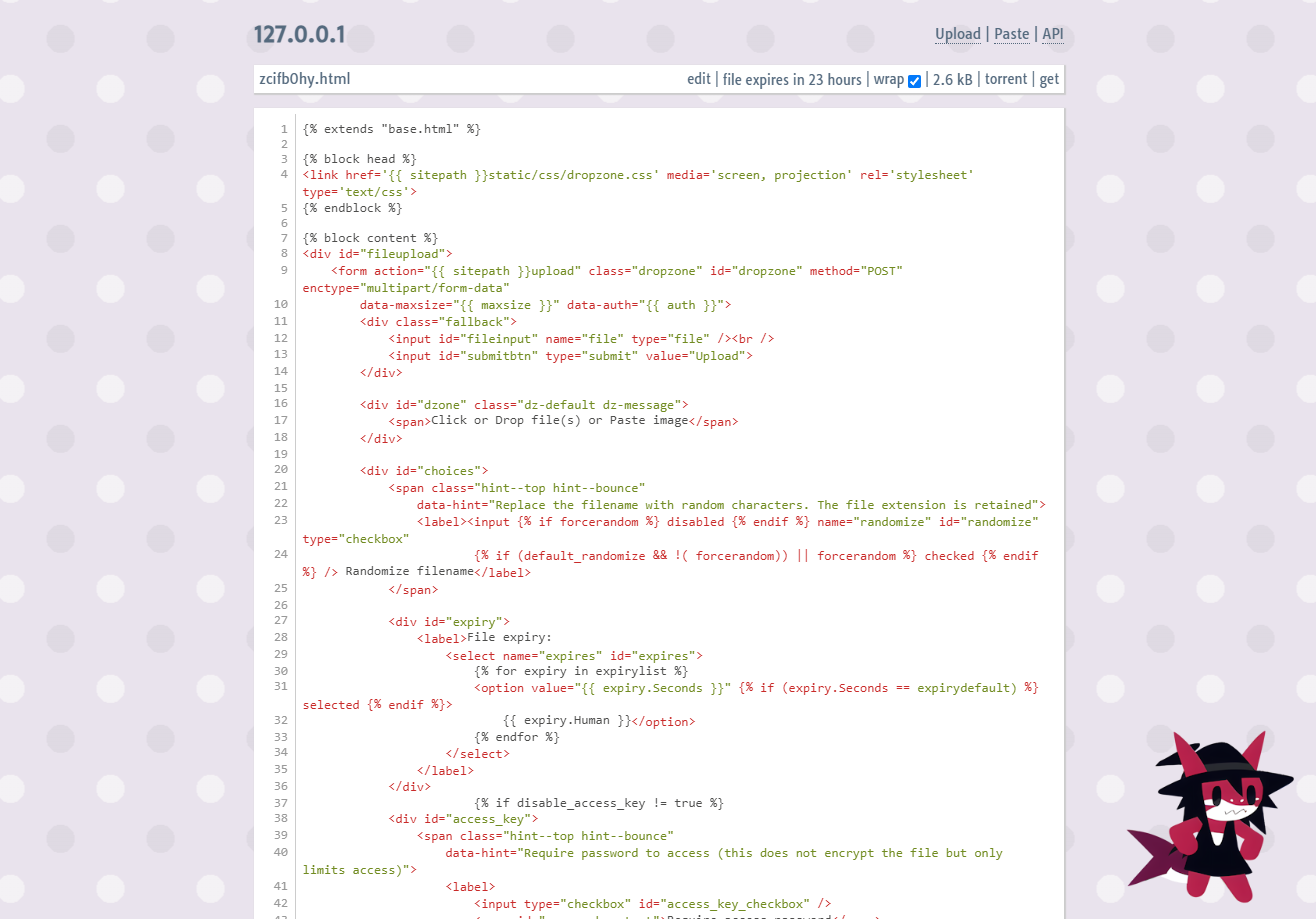 127.0.0.1
Upload | Paste | API
zcifb0hy.html
edit | file expires in 23 hours | wrap | 2.6 kB | torrent | get
1 {% extends "base.html" %}
2
3 {% block head %}
4 <link href='{{ sitepath }}static/css/dropzone.css' media='screen, projection' rel='stylesheet'
type='text/css'>
5 {% endblock %}
6
7 {% block content %}
8 <div id="fileupload">
9 <form action="{{ sitepath }}upload" class="dropzone" id="dropzone" method="POST"
enctype="multipart/form-data"
10 data-maxsize="{{ maxsize }}" data-auth="{{ auth }}">
11 <div class="fallback">
12 <input id="fileinput" name="file" type="file" /><br />
13 <input id="submitbtn" type="submit" value="Upload">
14 </div>
15
16 <div id="dzone" class="dz-default dz-message">
17 <span>Click or Drop file(s) or Paste image</span>
18 </div>
19
20 <div id="choices">
21 <span class="hint--top hint--bounce"
22 data-hint="Replace the filename with random characters. The file extension is retained">
23 <label><input {% if forcerandom %} disabled {% endif %} name="randomize" id="randomize"
type="checkbox"
24 {% if (default_randomize && !( forcerandom)) || forcerandom %} checked {% endif
%} /> Randomize filename</label>
25 </span>
26
27 <div id="expiry">
28 <label>File expiry:
29 <select name="expires" id="expires">
30 {% for expiry in expirylist %}
31 <option value="{{ expiry.Seconds }}" {% if (expiry.Seconds == expirydefault) %}
selected {% endif %}>
32 {{ expiry.Human }}</option>
33 {% endfor %}
34 </select>
35 </label>
36 </div>
37 {% if disable_access_key != true %}
38 <div id="access_key">
39 <span class="hint--top hint--bounce"
40 data-hint="Require password to access (this does not encrypt the file but only
limits access)">
41 <label>
42 <input type="checkbox" id="access_key_checkbox" />